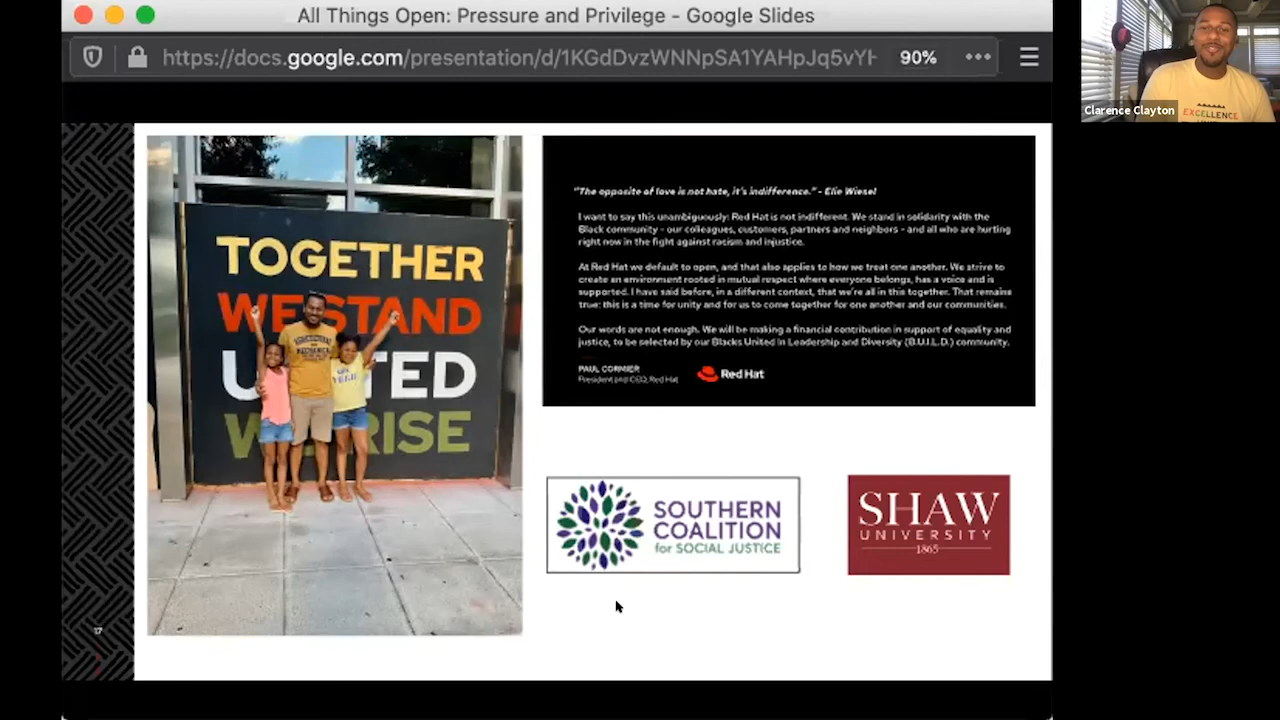 All Things Open: Pressure and Privilege - Google Slides
https://docs.google.com/presentation/d/1KGdDvzWNNpSA1YAHpJq5vYH
90%
Clarence Clayton
EXCELLENCE
TOGETHER
WE STAND
U TED
W RISE
"The opposite of love is not hate, it's indifference." - Elie Wiesel
I want to say this unambiguously: Red Hat is not indifferent. We stand in solidarity with the
Black community - our colleagues, customers, partners and neighbors - and all who are hurting
right now in the fight against racism and injustice.
At Red Hat we default to open, and that also applies to how we treat one another. We strive to
create an environment rooted in mutual respect where everyone belongs, has a voice and is
supported. I have said before, in a different context, that we're all in this together. That remains
true: this is a time for unity and for us to come together for one another and our communities.
Our words are not enough. We will be making a financial contribution in support of equality and
justice, to be selected by our Blacks United in Leadership and Diversity (B.U.I.L.D.) community.
PAUL CORMIER
President and CEO, Red Hat
Red Hat
SOUTHERN
COALITION
for SOCIAL JUSTICE
SHAW
UNIVERSITY
1865
17